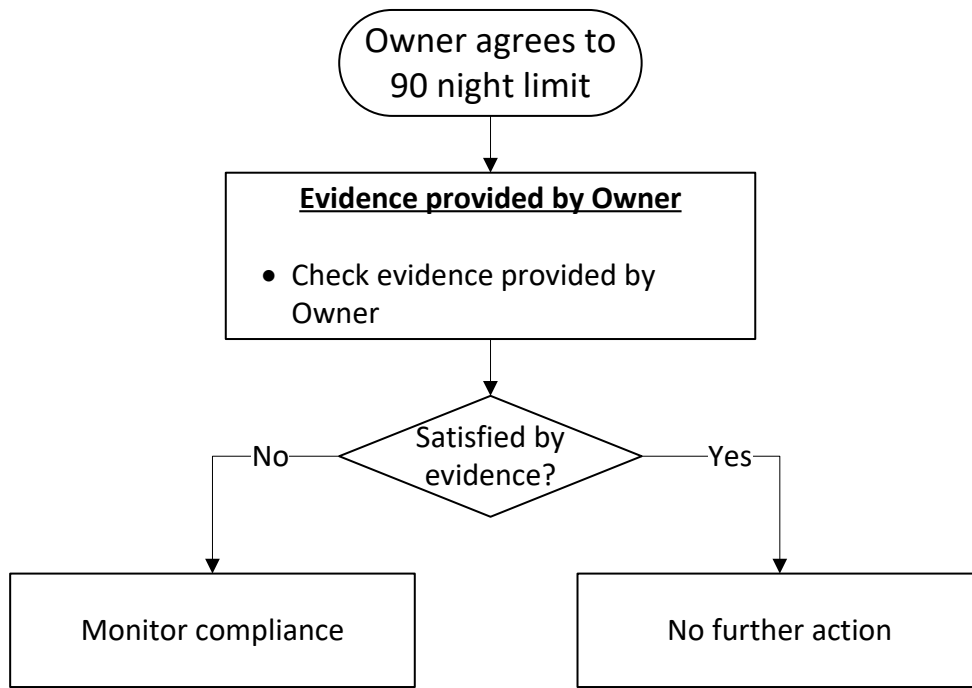 Owner agrees to
90 night limit
Evidence provided by Owner
• Check evidence provided by
Owner
Satisfied by
evidence?
No
Yes
Monitor compliance
No further action